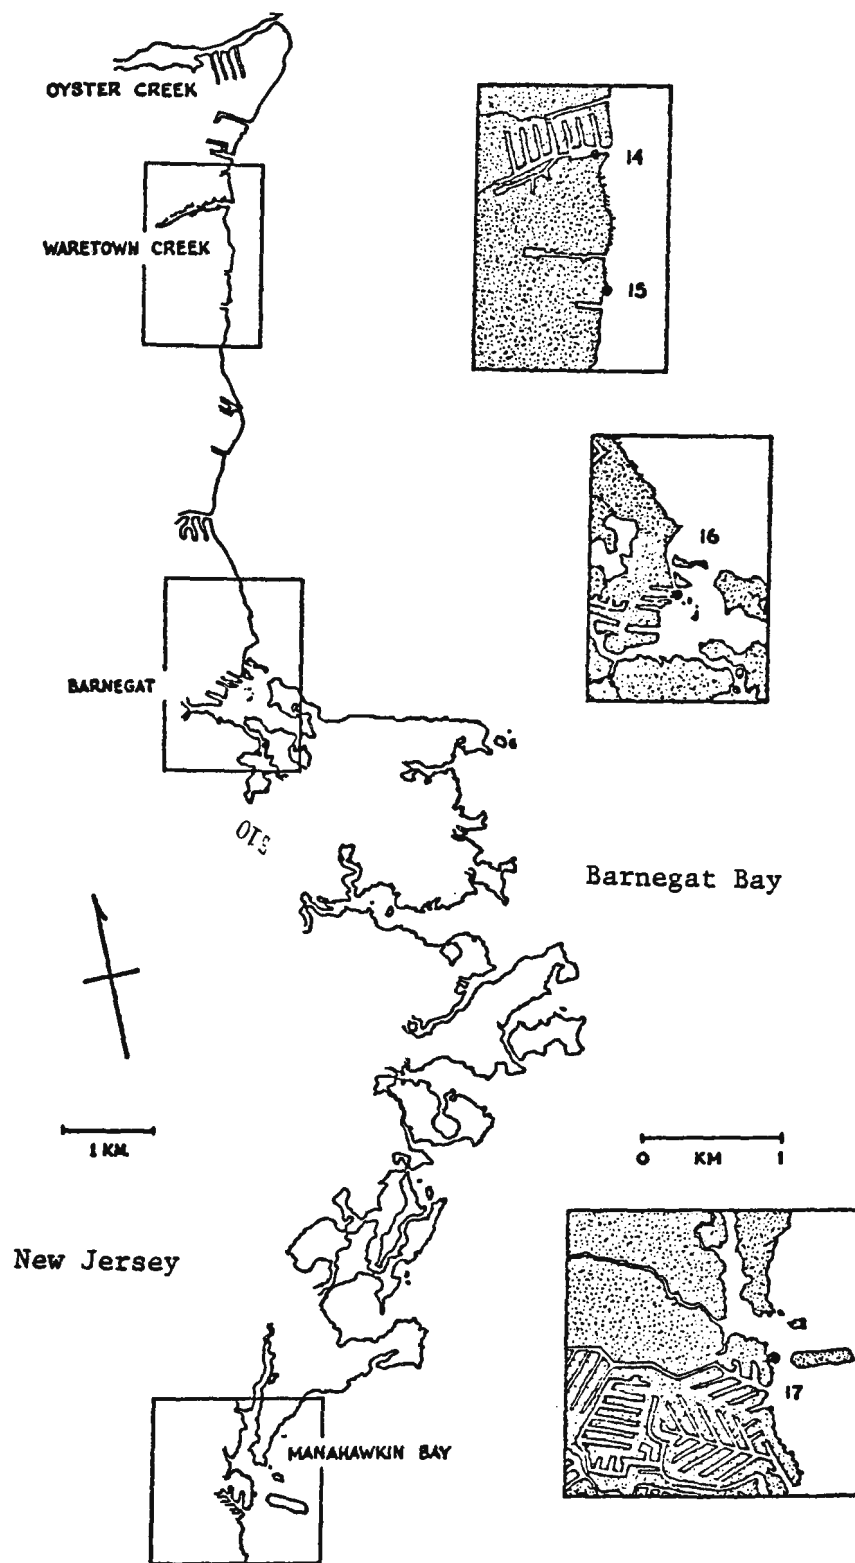 OYSTER CREEK
14
WARETOWN CREEK
15
16
BARNEGAT
Barnegat Bay
1 KM.
0 KM 1
New Jersey
17
MANAHAWKIN BAY